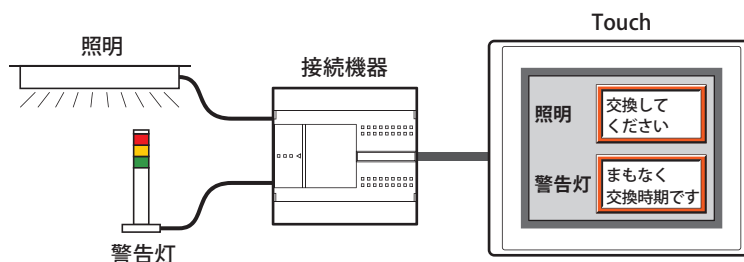 Touch
照明
接続機器
照明
交換して
ください
警告灯
まもなく
交換時期です
警告灯